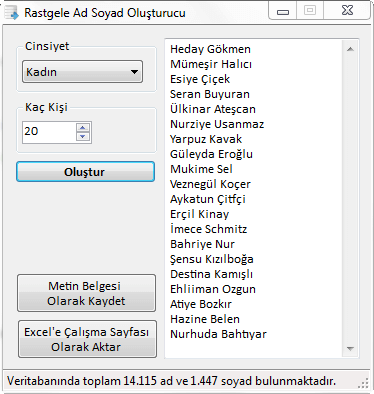 Rastgele Ad Soyad Oluşturucu
Cinsiyet
Kadın
Kaç Kişi
20
Oluştur
Metin Belgesi
Olarak Kaydet
Excel'e Çalışma Sayfası
Olarak Aktar
Heday Gökmen
Mümeşir Halıcı
Esiye Çiçek
Seran Buyuran
Ülkinar Ateşcan
Nurziye Usanmaz
Yarpuz Kavak
Güleyda Eroğlu
Mukime Sel
Veznegül Koçer
Aykatun Çitfçi
Erçil Kinay
İmece Schmitz
Bahriye Nur
Şensu Kızılboğa
Destina Kamışlı
Ehliiman Ozgun
Atiye Bozkır
Hazine Belen
Nurhuda Bahtıyar
Veritabanında toplam 14.115 ad ve 1.447 soyad bulunmaktadır.